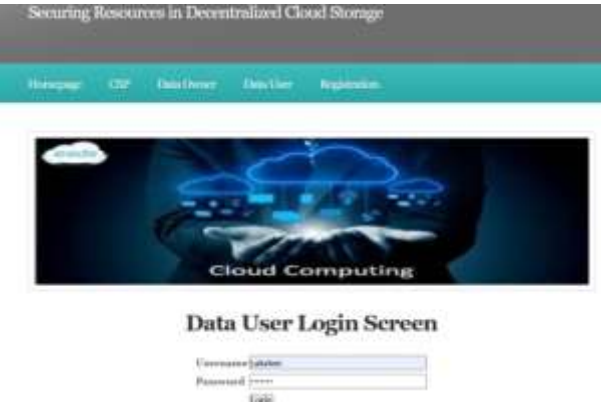 Securing Resources in Decentralized Cloud Storage
Homepage CSP Data Owner Data User Registration
Cloud Computing
Data User Login Screen
Username
Password
Login